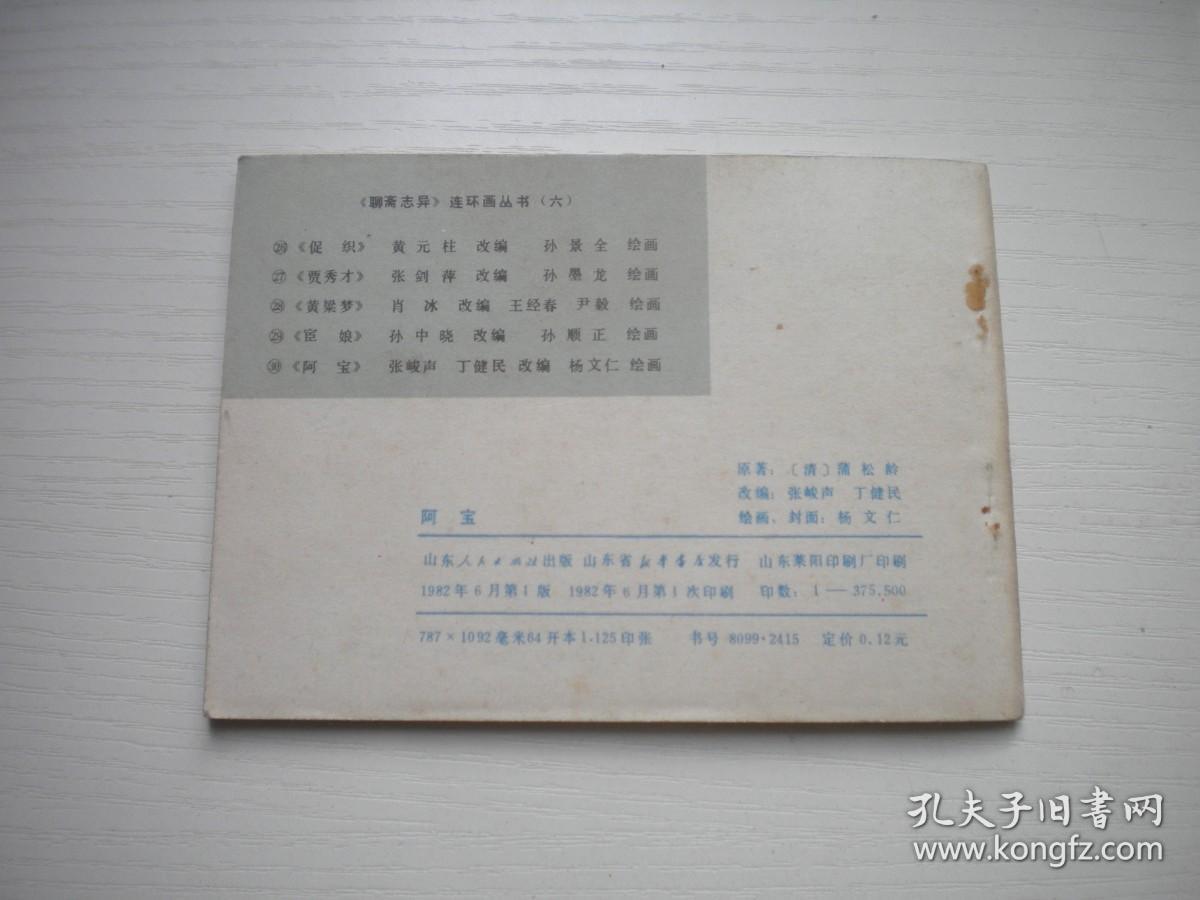 《聊斋志异》连环画丛书（六）
㉖《促 织》 黄元柱 改编 孙景全 绘画
㉗《贾秀才》 张剑萍 改编 孙墨龙 绘画
㉘《黄粱梦》 肖冰 改编 王经春 尹毅 绘画
㉙《宦 娘》 孙中晓 改编 孙顺正 绘画
㉚《阿 宝》 张峻声 丁健民 改编 杨文仁 绘画
原著：〔清〕蒲松龄
改编：张峻声 丁健民
绘画、封面：杨文仁
阿 宝
山东人民出版社出版 山东省新华书店发行 山东莱阳印刷厂印刷
1982年6月第1版 1982年6月第1次印刷 印数：1—375,500
787×1092毫米64开本1.125印张 书号 8099·2415 定价 0.12元
孔夫子旧书网
www.kongfz.com